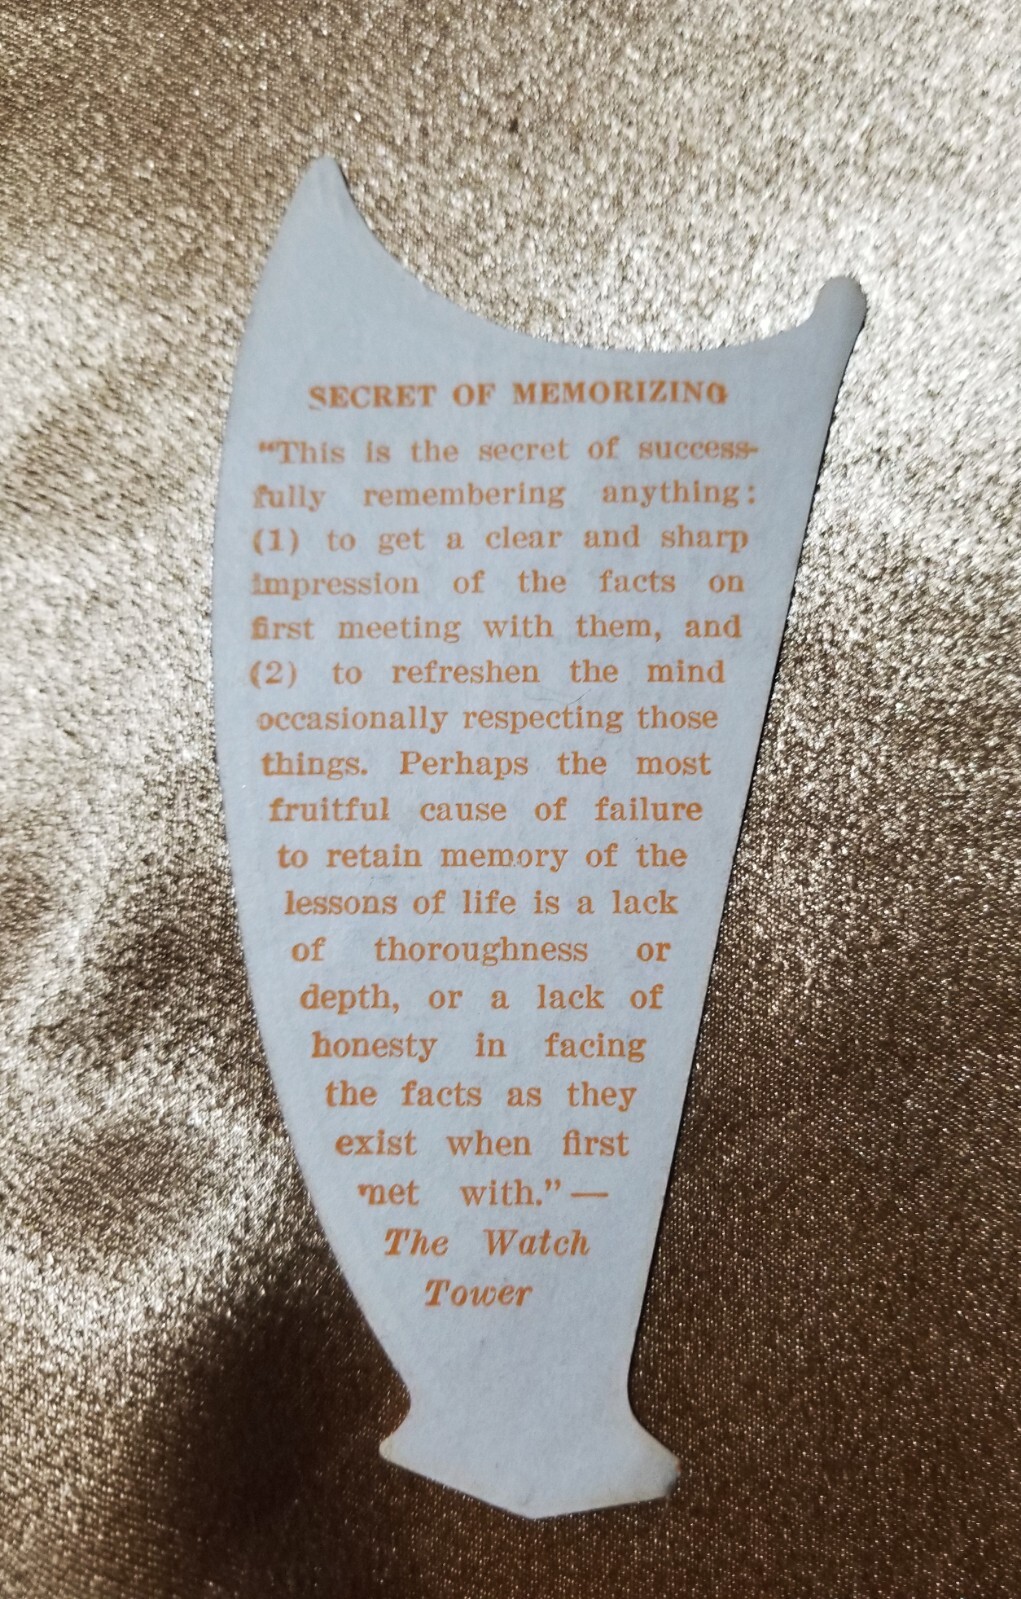 SECRET OF MEMORIZING
“This is the secret of success-
fully remembering anything:
(1) to get a clear and sharp
impression of the facts on
first meeting with them, and
(2) to refreshen the mind
occasionally respecting those
things. Perhaps the most
fruitful cause of failure
to retain memory of the
lessons of life is a lack
of thoroughness or
depth, or a lack of
honesty in facing
the facts as they
exist when first
met with.”—
The Watch
Tower